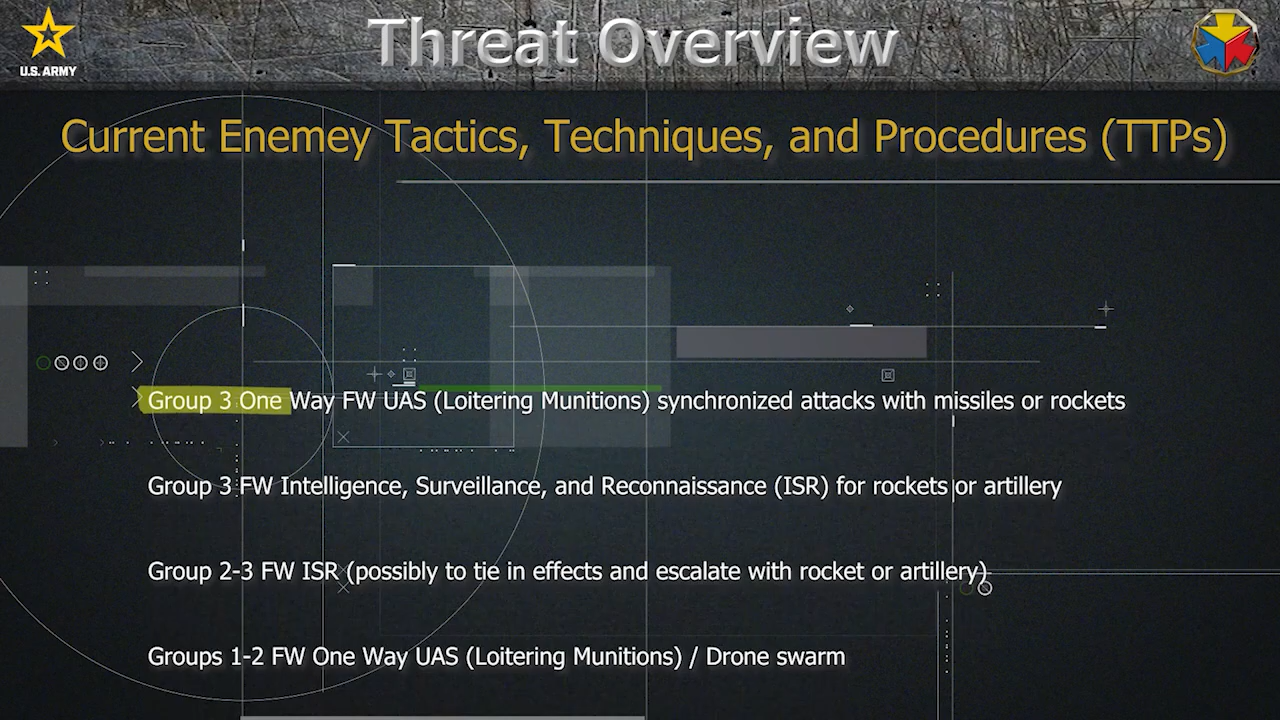 Threat Overview
U.S. ARMY
Current Enemey Tactics, Techniques, and Procedures (TTPs)
Group 3 One Way FW UAS (Loitering Munitions) synchronized attacks with missiles or rockets
Group 3 FW Intelligence, Surveillance, and Reconnaissance (ISR) for rockets or artillery
Group 2-3 FW ISR (possibly to tie in effects and escalate with rocket or artillery)
Groups 1-2 FW One Way UAS (Loitering Munitions) / Drone swarm